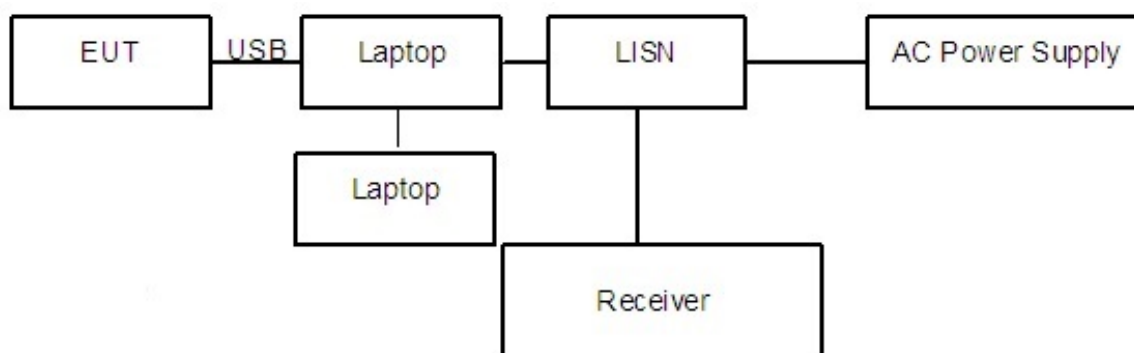 EUT
USB
Laptop
LISN
AC Power Supply
Laptop
Receiver